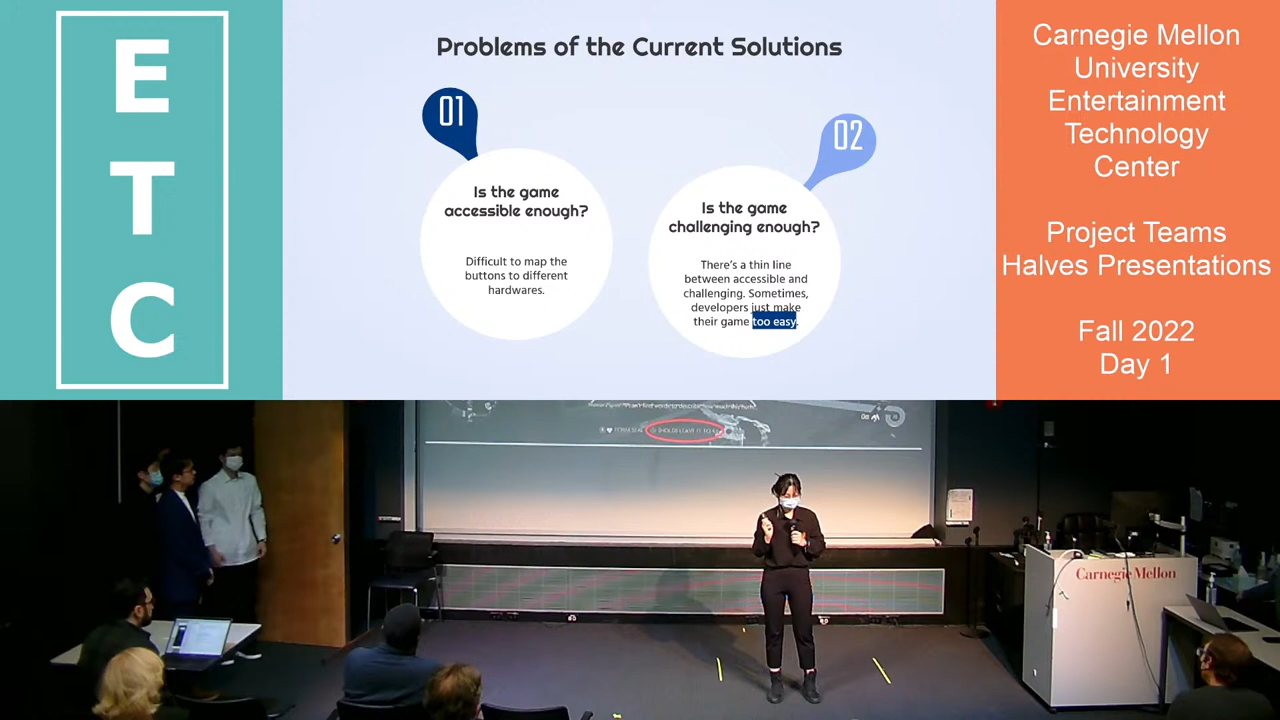 E
T
C
Problems of the Current Solutions
01
Is the game
accessible enough?
Difficult to map the
buttons to different
hardwares.
02
Is the game
challenging enough?
There's a thin line
between accessible and
challenging. Sometimes,
developers just make
their game too easy.
Carnegie Mellon
University
Entertainment
Technology
Center
Project Teams
Halves Presentations
Fall 2022
Day 1
Carnegie Mellon